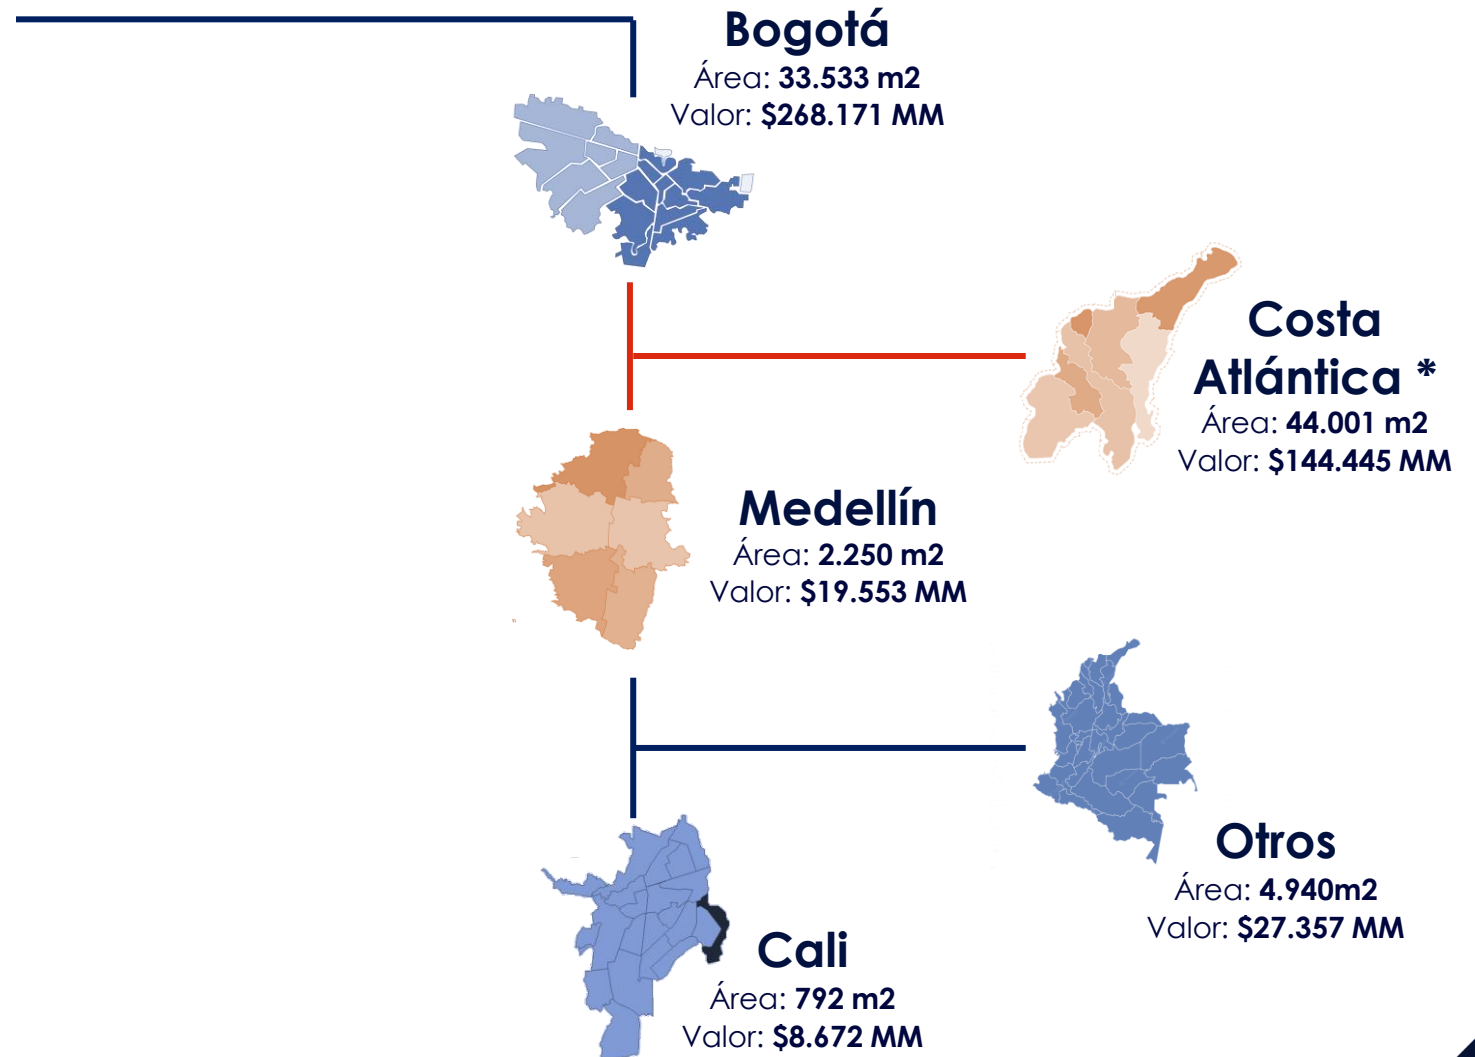 Bogotá
Área: 33.533 m2
Valor: $268.171 MM
Costa
Atlántica *
Área: 44.001 m2
Valor: $144.445 MM
Medellín
Área: 2.250 m2
Valor: $19.553 MM
Otros
Área: 4.940m2
Valor: $27.357 MM
Cali
Área: 792 m2
Valor: $8.672 MM